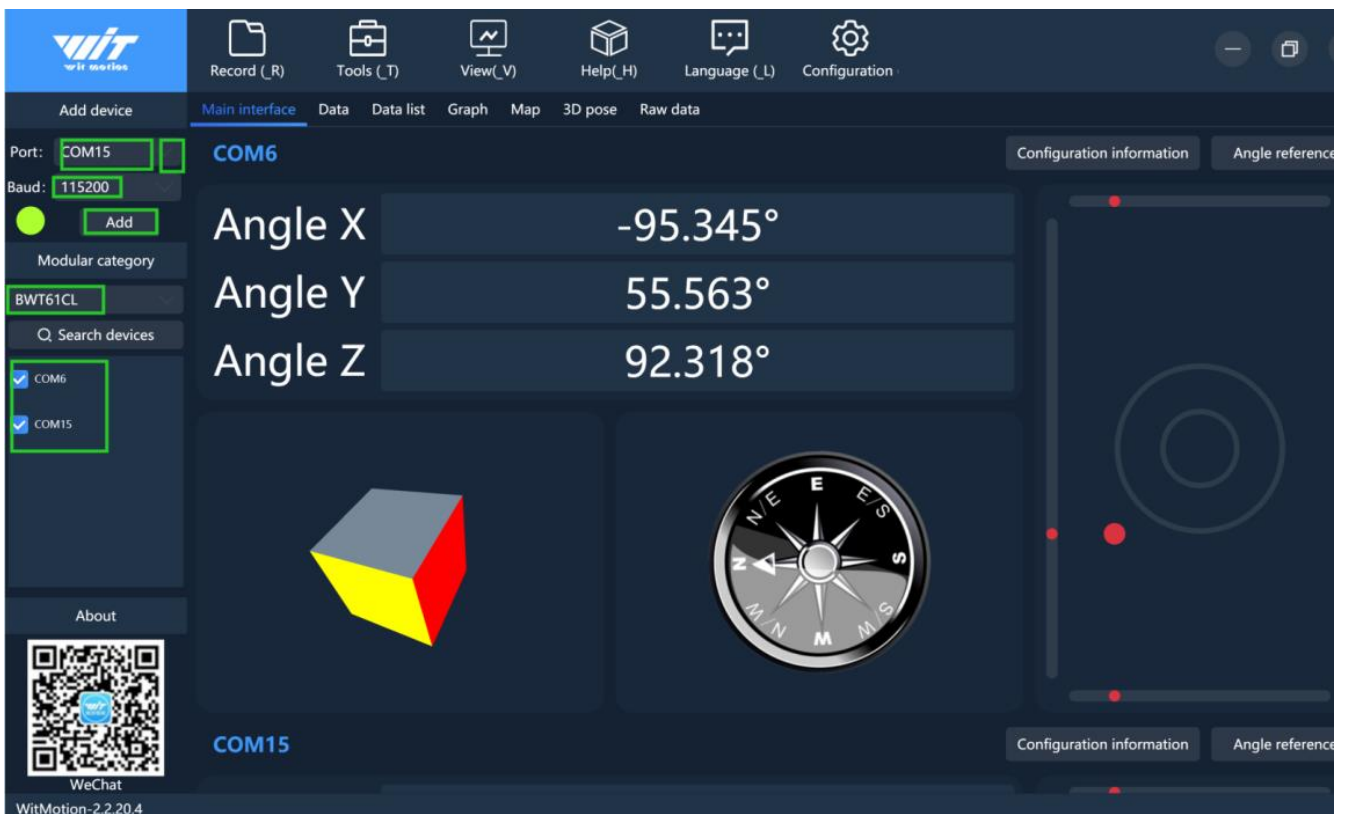 WIT
wit motion
Record (_R)
Tools (_T)
View(_V)
Help(_H)
Language (_L)
Configuration
Add device
Main interface
Data
Data list
Graph
Map
3D pose
Raw data
Port:
COM15
Baud:
115200
Add
Modular category
BWT61CL
Search devices
COM6
COM15
About
WeChat
WitMotion-2.2.20.4
COM6
Configuration information
Angle reference
Angle X
-95.345°
Angle Y
55.563°
Angle Z
92.318°
N/E
E
E/S
S
S/W
W
W/N
N
COM15
Configuration information
Angle reference